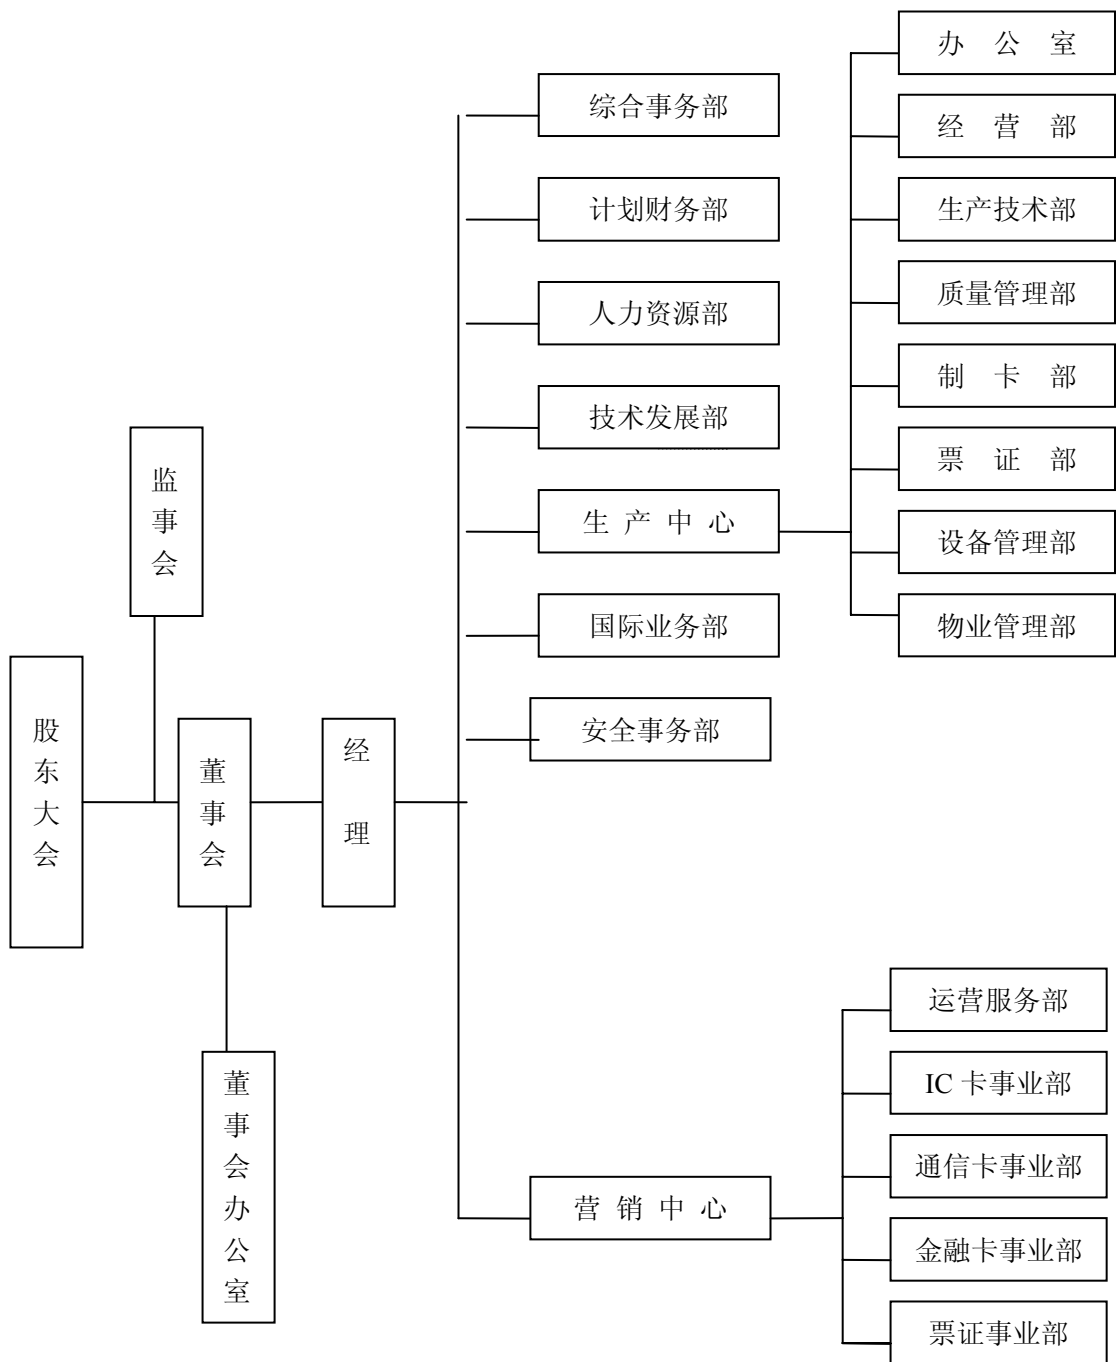 股东大会
监事会
董事会
董事会办公室
经理
综合事务部
计划财务部
人力资源部
技术发展部
生产中心
国际业务部
安全事务部
营销中心
办公室
经营部
生产技术部
质量管理部
制卡部
票证部
设备管理部
物业管理部
运营服务部
IC 卡事业部
通信卡事业部
金融卡事业部
票证事业部